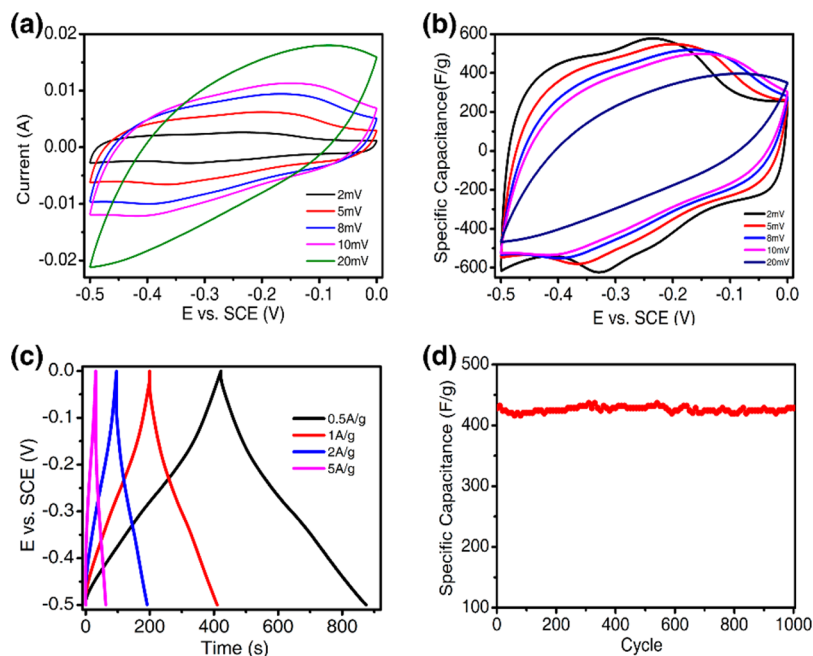 (a)
0.02
0.01
0.00
-0.01
-0.02
Current (A)
-0.5 -0.4 -0.3 -0.2 -0.1 0.0
E vs. SCE (V)
2mV
5mV
8mV
10mV
20mV
(b)
600
400
200
0
-200
-400
-600
Specific Capacitance(F/g)
-0.5 -0.4 -0.3 -0.2 -0.1 0.0
E vs. SCE (V)
2mV
5mV
8mV
10mV
20mV
(c)
0.0
-0.1
-0.2
-0.3
-0.4
-0.5
E vs. SCE (V)
0 200 400 600 800
Time (s)
0.5A/g
1A/g
2A/g
5A/g
(d)
500
400
300
200
100
Specific Capacitance (F/g)
0 200 400 600 800 1000
Cycle